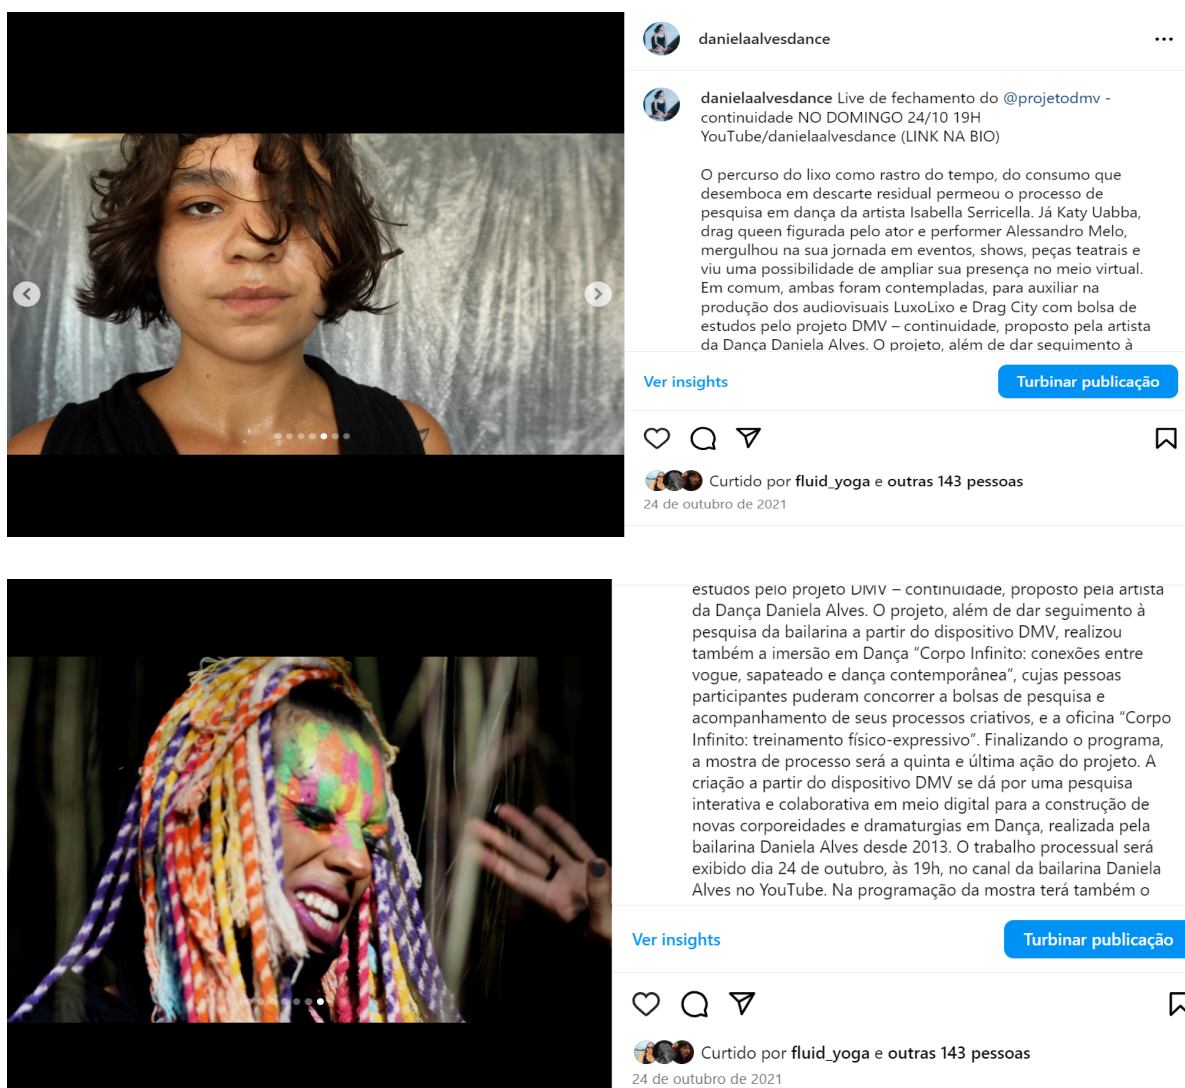 danielaalvesdance
danielaalvesdance Live de fechamento do @projetodmv -
continuidade NO DOMINGO 24/10 19H
YouTube/danielaalvesdance (LINK NA BIO)
O percurso do lixo como rastro do tempo, do consumo que
desemboca em descarte residual permeou o processo de
pesquisa em dança da artista Isabella Serricella. Já Katy Uabba,
drag queen figurada pelo ator e performer Alessandro Melo,
mergulhou na sua jornada em eventos, shows, peças teatrais e
viu uma possibilidade de ampliar sua presença no meio virtual.
Em comum, ambas foram contempladas, para auxiliar na
produção dos audiovisuais LuxoLixo e Drag City com bolsa de
estudos pelo projeto DMV – continuidade, proposto pela artista
da Dança Daniela Alves. O projeto, além de dar seguimento à
Ver insights
Turbinar publicação
Curtido por fluid_yoga e outras 143 pessoas
24 de outubro de 2021
estudos pelo projeto DMV – continuidade, proposto pela artista
da Dança Daniela Alves. O projeto, além de dar seguimento à
pesquisa da bailarina a partir do dispositivo DMV, realizou
também a imersão em Dança “Corpo Infinito: conexões entre
vogue, sapateado e dança contemporânea”, cujas pessoas
participantes puderam concorrer a bolsas de pesquisa e
acompanhamento de seus processos criativos, e a oficina “Corpo
Infinito: treinamento físico-expressivo”. Finalizando o programa,
a mostra de processo será a quinta e última ação do projeto. A
criação a partir do dispositivo DMV se dá por uma pesquisa
interativa e colaborativa em meio digital para a construção de
novas corporeidades e dramaturgias em Dança, realizada pela
bailarina Daniela Alves desde 2013. O trabalho processual será
exibido dia 24 de outubro, às 19h, no canal da bailarina Daniela
Alves no YouTube. Na programação da mostra terá também o
Ver insights
Turbinar publicação
Curtido por fluid_yoga e outras 143 pessoas
24 de outubro de 2021